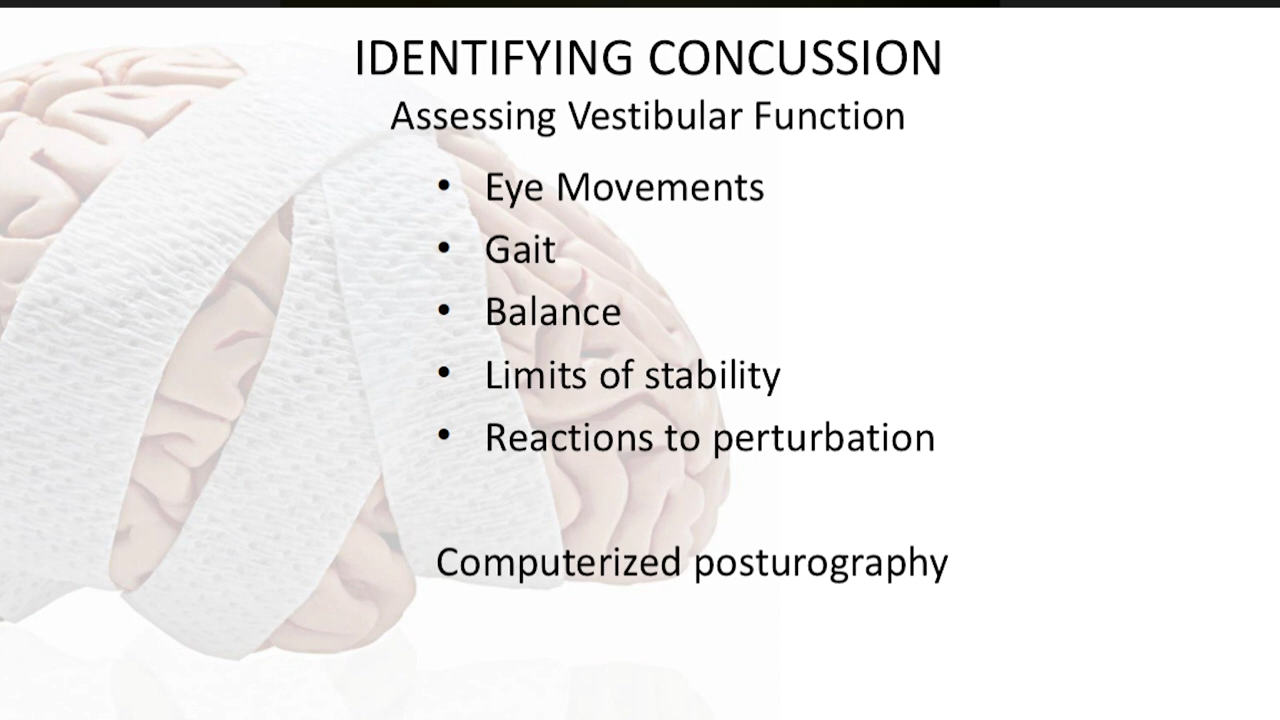 IDENTIFYING CONCUSSION
Assessing Vestibular Function
• Eye Movements
• Gait
• Balance
• Limits of stability
• Reactions to perturbation
Computerized posturography